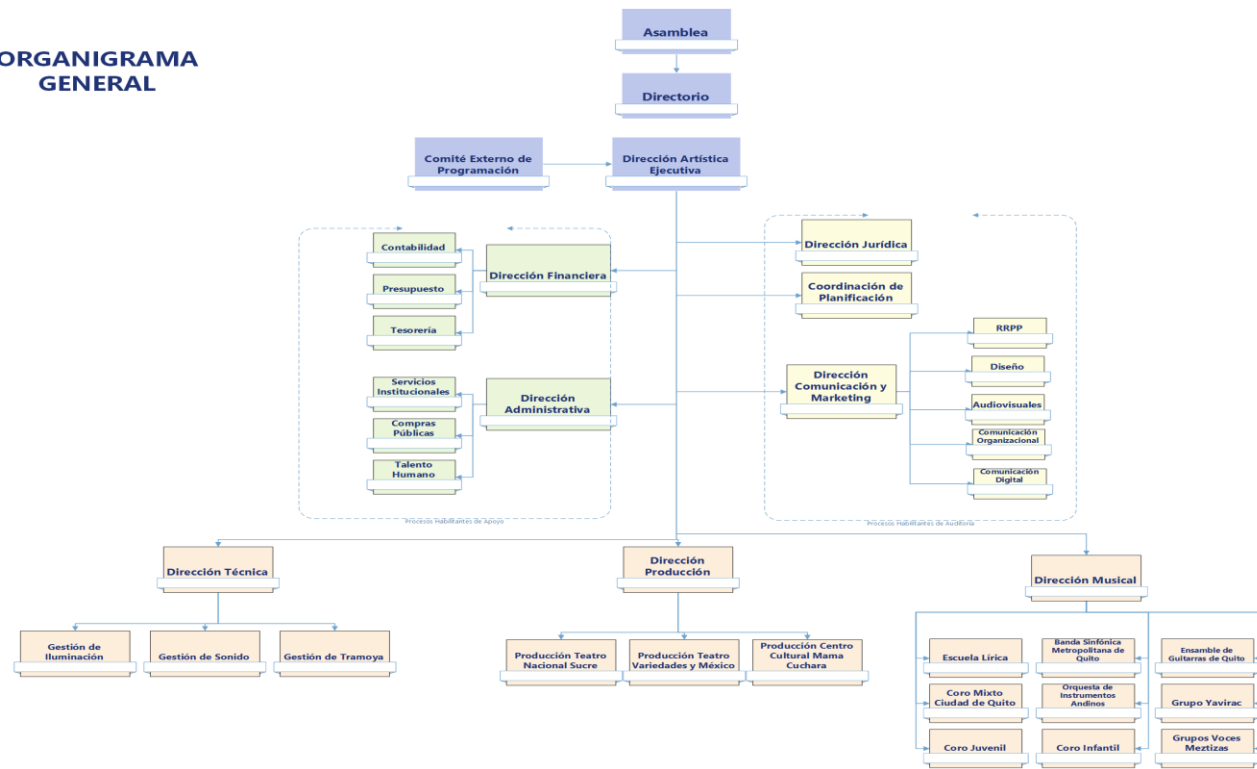 ORGANIGRAMA
GENERAL
Asamblea
Directorio
Comité Externo de
Programación
Dirección Artística
Ejecutiva
Contabilidad
Presupuesto
Tesorería
Dirección Financiera
Servicios
Institucionales
Compras
Públicas
Talento
Humano
Dirección
Administrativa
Procesos Habilitantes de Apoyo
Dirección Jurídica
Coordinación de
Planificación
Dirección
Comunicación y
Marketing
RRPP
Diseño
Audiovisuales
Comunicación
Organizacional
Comunicación
Digital
Procesos Habilitantes de Auditoría
Dirección Técnica
Gestión de
Iluminación
Gestión de Sonido
Gestión de Tramoya
Dirección
Producción
Producción Teatro
Nacional Sucre
Producción Teatro
Variedades y México
Producción Centro
Cultural Mama
Cuchara
Dirección Musical
Escuela Lírica
Banda Sinfónica
Metropolitana de
Quito
Ensamble de
Guitarras de Quito
Coro Mixto
Ciudad de Quito
Orquesta de
Instrumentos
Andinos
Grupo Yavirac
Coro Juvenil
Coro Infantil
Grupos Voces
Meztizas